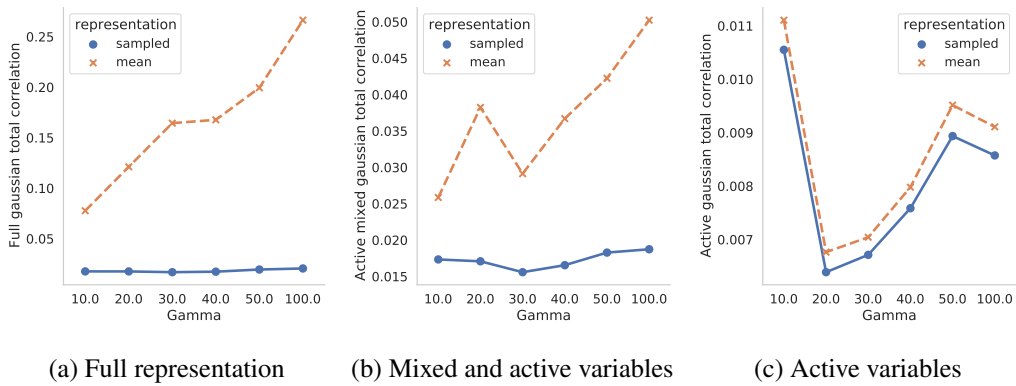 Full gaussian total correlation
0.25
0.20
0.15
0.10
0.05
representation
sampled
mean
10.0 20.0 30.0 40.0 50.0 100.0
Gamma
(a) Full representation
Active mixed gaussian total correlation
0.050
0.045
0.040
0.035
0.030
0.025
0.020
0.015
representation
sampled
mean
10.0 20.0 30.0 40.0 50.0 100.0
Gamma
(b) Mixed and active variables
Active gaussian total correlation
0.011
0.010
0.009
0.008
0.007
representation
sampled
mean
10.0 20.0 30.0 40.0 50.0 100.0
Gamma
(c) Active variables